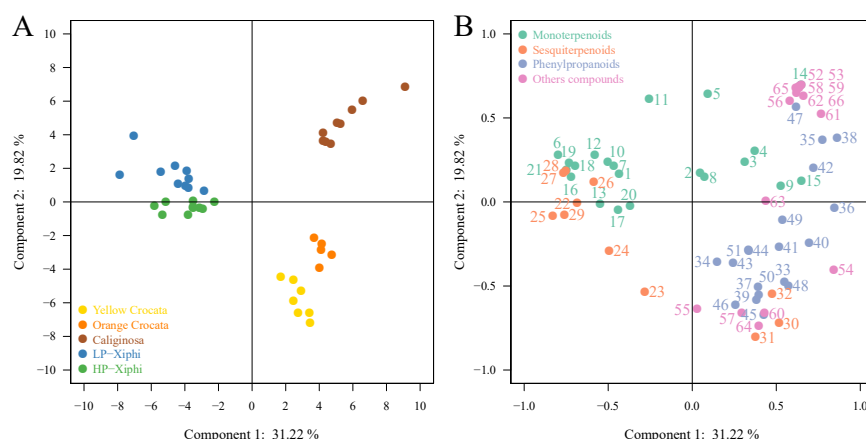 A
B
10
8
6
4
2
0
−2
−4
−6
−8
−10
Component 2: 19.82 %
Yellow Crocata
Orange Crocata
Caliginosa
LP−Xiphi
HP−Xiphi
−10 −8 −6 −4 −2 0 2 4 6 8 10
Component 1: 31.22 %
1.0
0.5
0.0
−0.5
−1.0
Component 2: 19.82 %
Monoterpenoids
Sesquiterpenoids
Phenylpropanoids
Others compounds
14 52 53
65 58 59
56 62 66
61
47
11 5
35 38
6 19 12 10
4
3
42
21 28 18 7 1
2 8
27 16 26
9 15
13 20
63
36
25 22 29 17
49
24
34 51 44 41 40
43
54
23
37 50 33
39 48
32
46
55
45
57 60
64
30
31
−1.0 −0.5 0.0 0.5 1.0
Component 1: 31.22 %